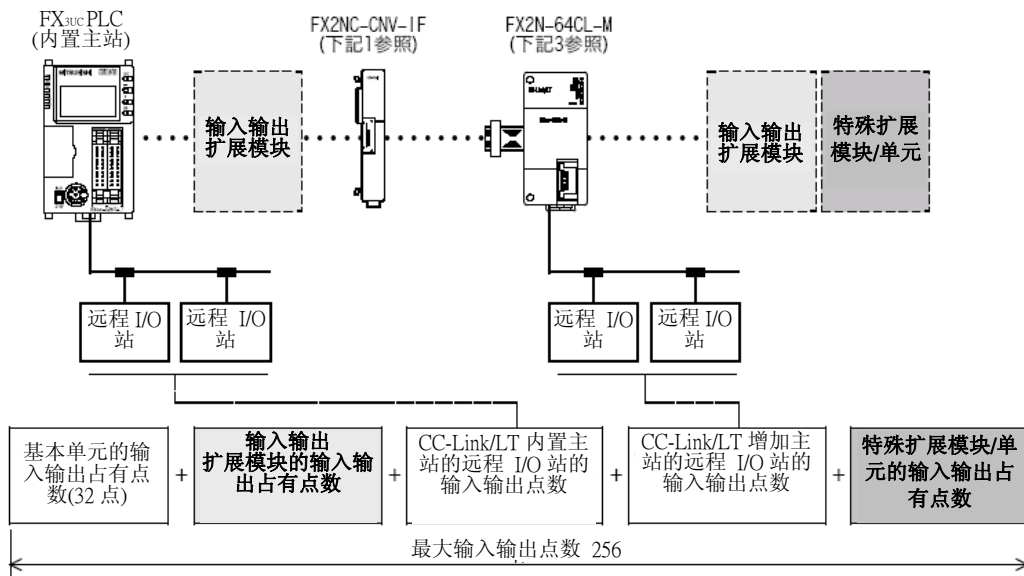 FX3UC PLC
(内置主站)
FX2NC-CNV-IF
(下記1参照)
FX2N-64CL-M
(下記3参照)
输入输出
扩展模块
输入输出
扩展模块
特殊扩展
模块/单元
远程 I/O
站
远程 I/O
站
远程 I/O
站
远程 I/O
站
基本单元的输
入输出占有点
数(32 点)
+
输入输出
扩展模块的输入输
出占有点数
+
CC-Link/LT 内置主
站的远程 I/O 站的
输入输出点数
+
CC-Link/LT 增加主
站的远程 I/O 站的
输入输出点数
+
特殊扩展模块/单
元的输入输出占
有点数
最大输入输出点数 256